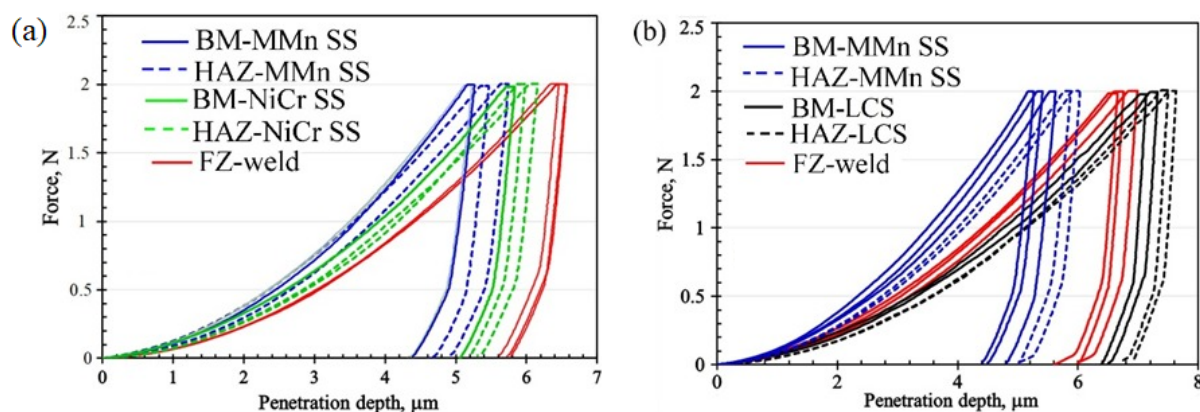 (a)
2.5
2
1.5
1
0.5
0
Force, N
BM-MMn SS
HAZ-MMn SS
BM-NiCr SS
HAZ-NiCr SS
FZ-weld
0 1 2 3 4 5 6 7
Penetration depth, μm
(b)
2.5
2
1.5
1
0.5
0
Force, N
BM-MMn SS
HAZ-MMn SS
BM-LCS
HAZ-LCS
FZ-weld
0 2 4 6 8
Penetration depth, μm